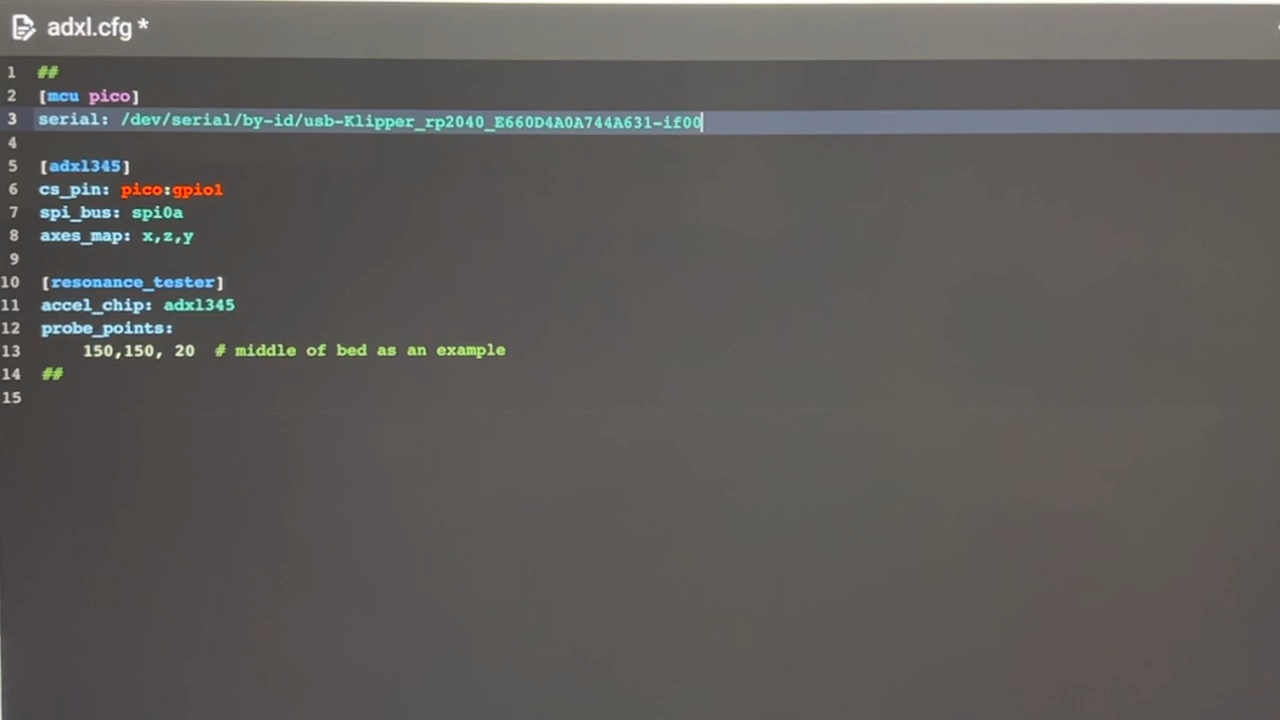 adxl.cfg *
1 ##
2 [mcu pico]
3 serial: /dev/serial/by-id/usb-Klipper_rp2040_E660D4A0A744A631-if00
4
5 [adxl345]
6 cs_pin: pico:gpio1
7 spi_bus: spi0a
8 axes_map: x,z,y
9
10 [resonance_tester]
11 accel_chip: adxl345
12 probe_points:
13     150,150, 20  # middle of bed as an example
14 ##
15